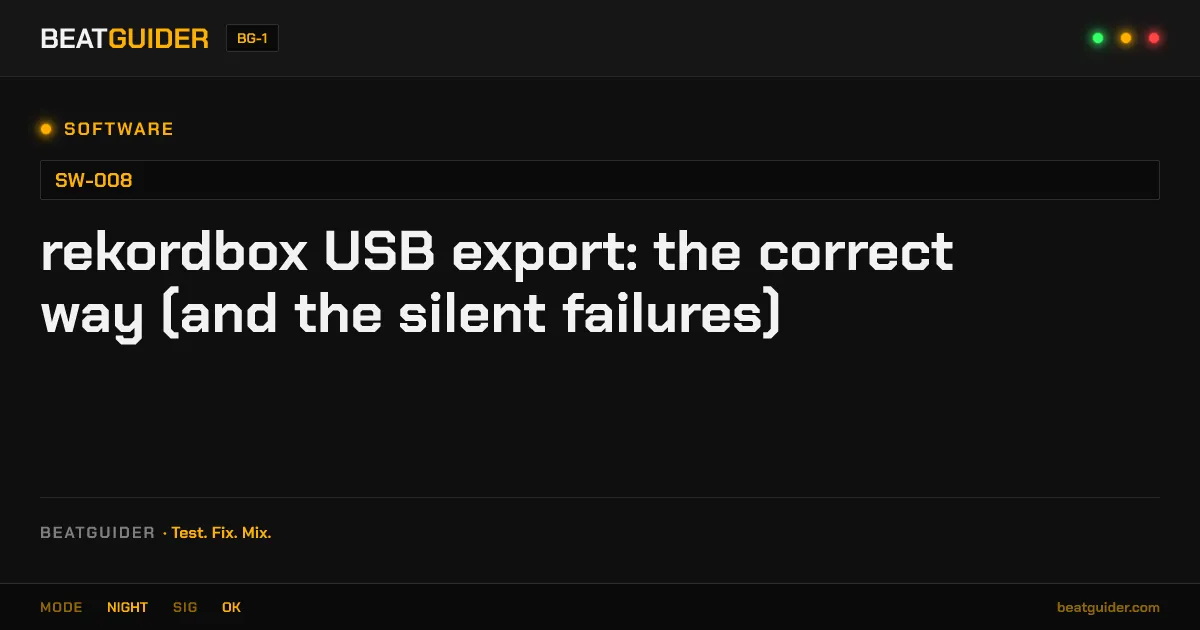 BEATGUIDER BG-1
SOFTWARE
SW-008
rekordbox USB export: the correct
way (and the silent failures)
BEATGUIDER · Test. Fix. Mix.
MODE NIGHT SIG OK beatguider.com